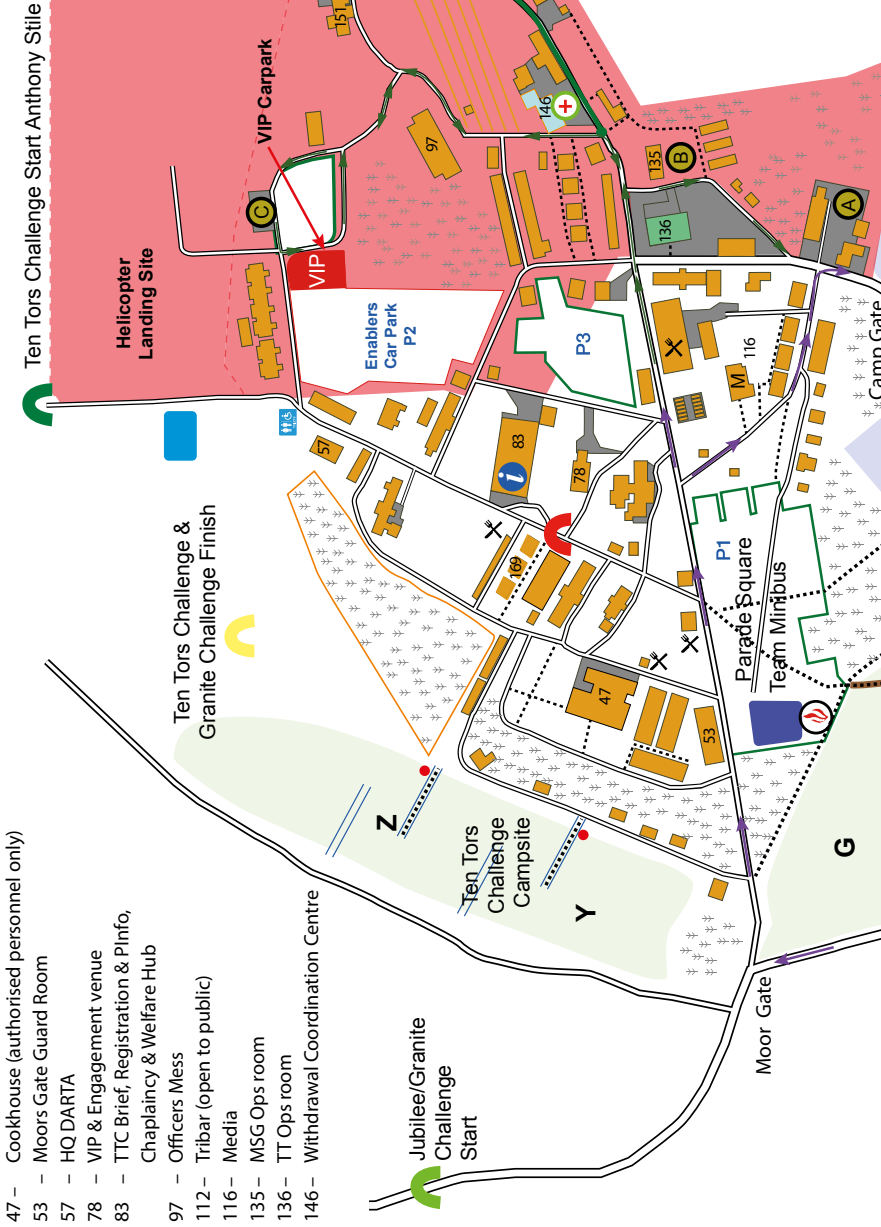 47 – Cookhouse (authorised personnel only)
53 – Moors Gate Guard Room
57 – HQ DARTA
78 – VIP & Engagement venue
83 – TTC Brief, Registration & PInfo,
Chaplaincy & Welfare Hub
97 – Officers Mess
112 – Tribar (open to public)
116 – Media
135 – MSG Ops room
136 – TT Ops room
146 – Withdrawal Coordination Centre
Ten Tors Challenge Start Anthony Stile
Helicopter
Landing Site
VIP Carpark
151
C
VIP
97
146
Enablers
Car Park
P2
P3
135
B
136
A
Ten Tors Challenge &
Granite Challenge Finish
57
83
i
78
169
M
116
Camp Gate
P1
Parade Square
Team Minibus
47
53
Z
Ten Tors
Challenge
Campsite
Y
G
Moor Gate
Jubilee/Granite
Challenge
Start